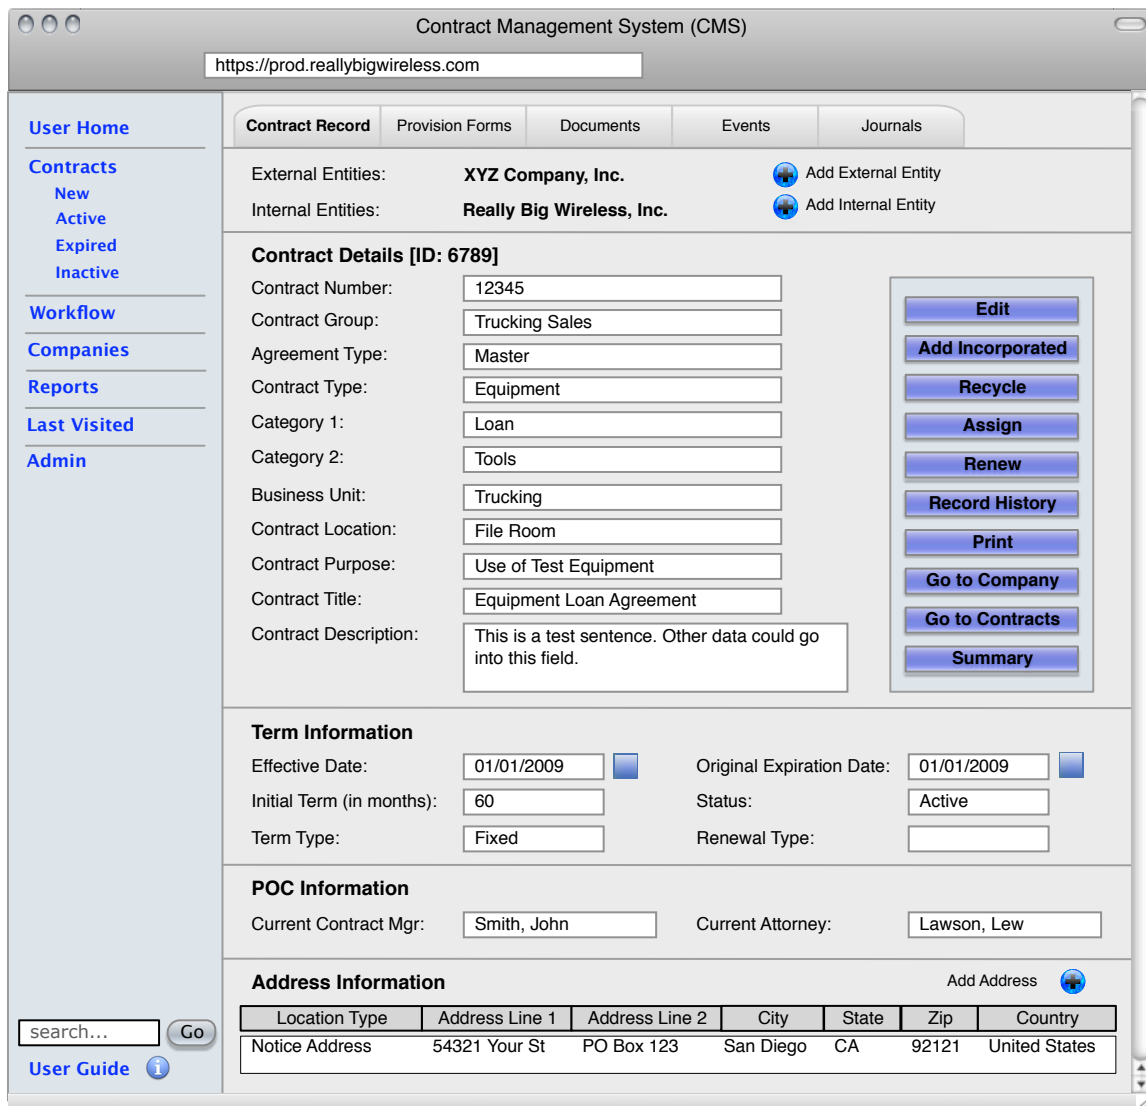 Contract Management System (CMS)
https://prod.reallybigwireless.com
User Home
Contracts
New
Active
Expired
Inactive
Workflow
Companies
Reports
Last Visited
Admin
search...
Go
User Guide i
Contract Record Provision Forms Documents Events Journals
External Entities: XYZ Company, Inc. Add External Entity
Internal Entities: Really Big Wireless, Inc. Add Internal Entity
Contract Details [ID: 6789]
Contract Number: 12345
Contract Group: Trucking Sales
Agreement Type: Master
Contract Type: Equipment
Category 1: Loan
Category 2: Tools
Business Unit: Trucking
Contract Location: File Room
Contract Purpose: Use of Test Equipment
Contract Title: Equipment Loan Agreement
Contract Description: This is a test sentence. Other data could go
into this field.
Edit
Add Incorporated
Recycle
Assign
Renew
Record History
Print
Go to Company
Go to Contracts
Summary
Term Information
Effective Date: 01/01/2009 Original Expiration Date: 01/01/2009
Initial Term (in months): 60 Status: Active
Term Type: Fixed Renewal Type:
POC Information
Current Contract Mgr: Smith, John Current Attorney: Lawson, Lew
Address Information Add Address
Location Type Address Line 1 Address Line 2 City State Zip Country
Notice Address 54321 Your St PO Box 123 San Diego CA 92121 United States